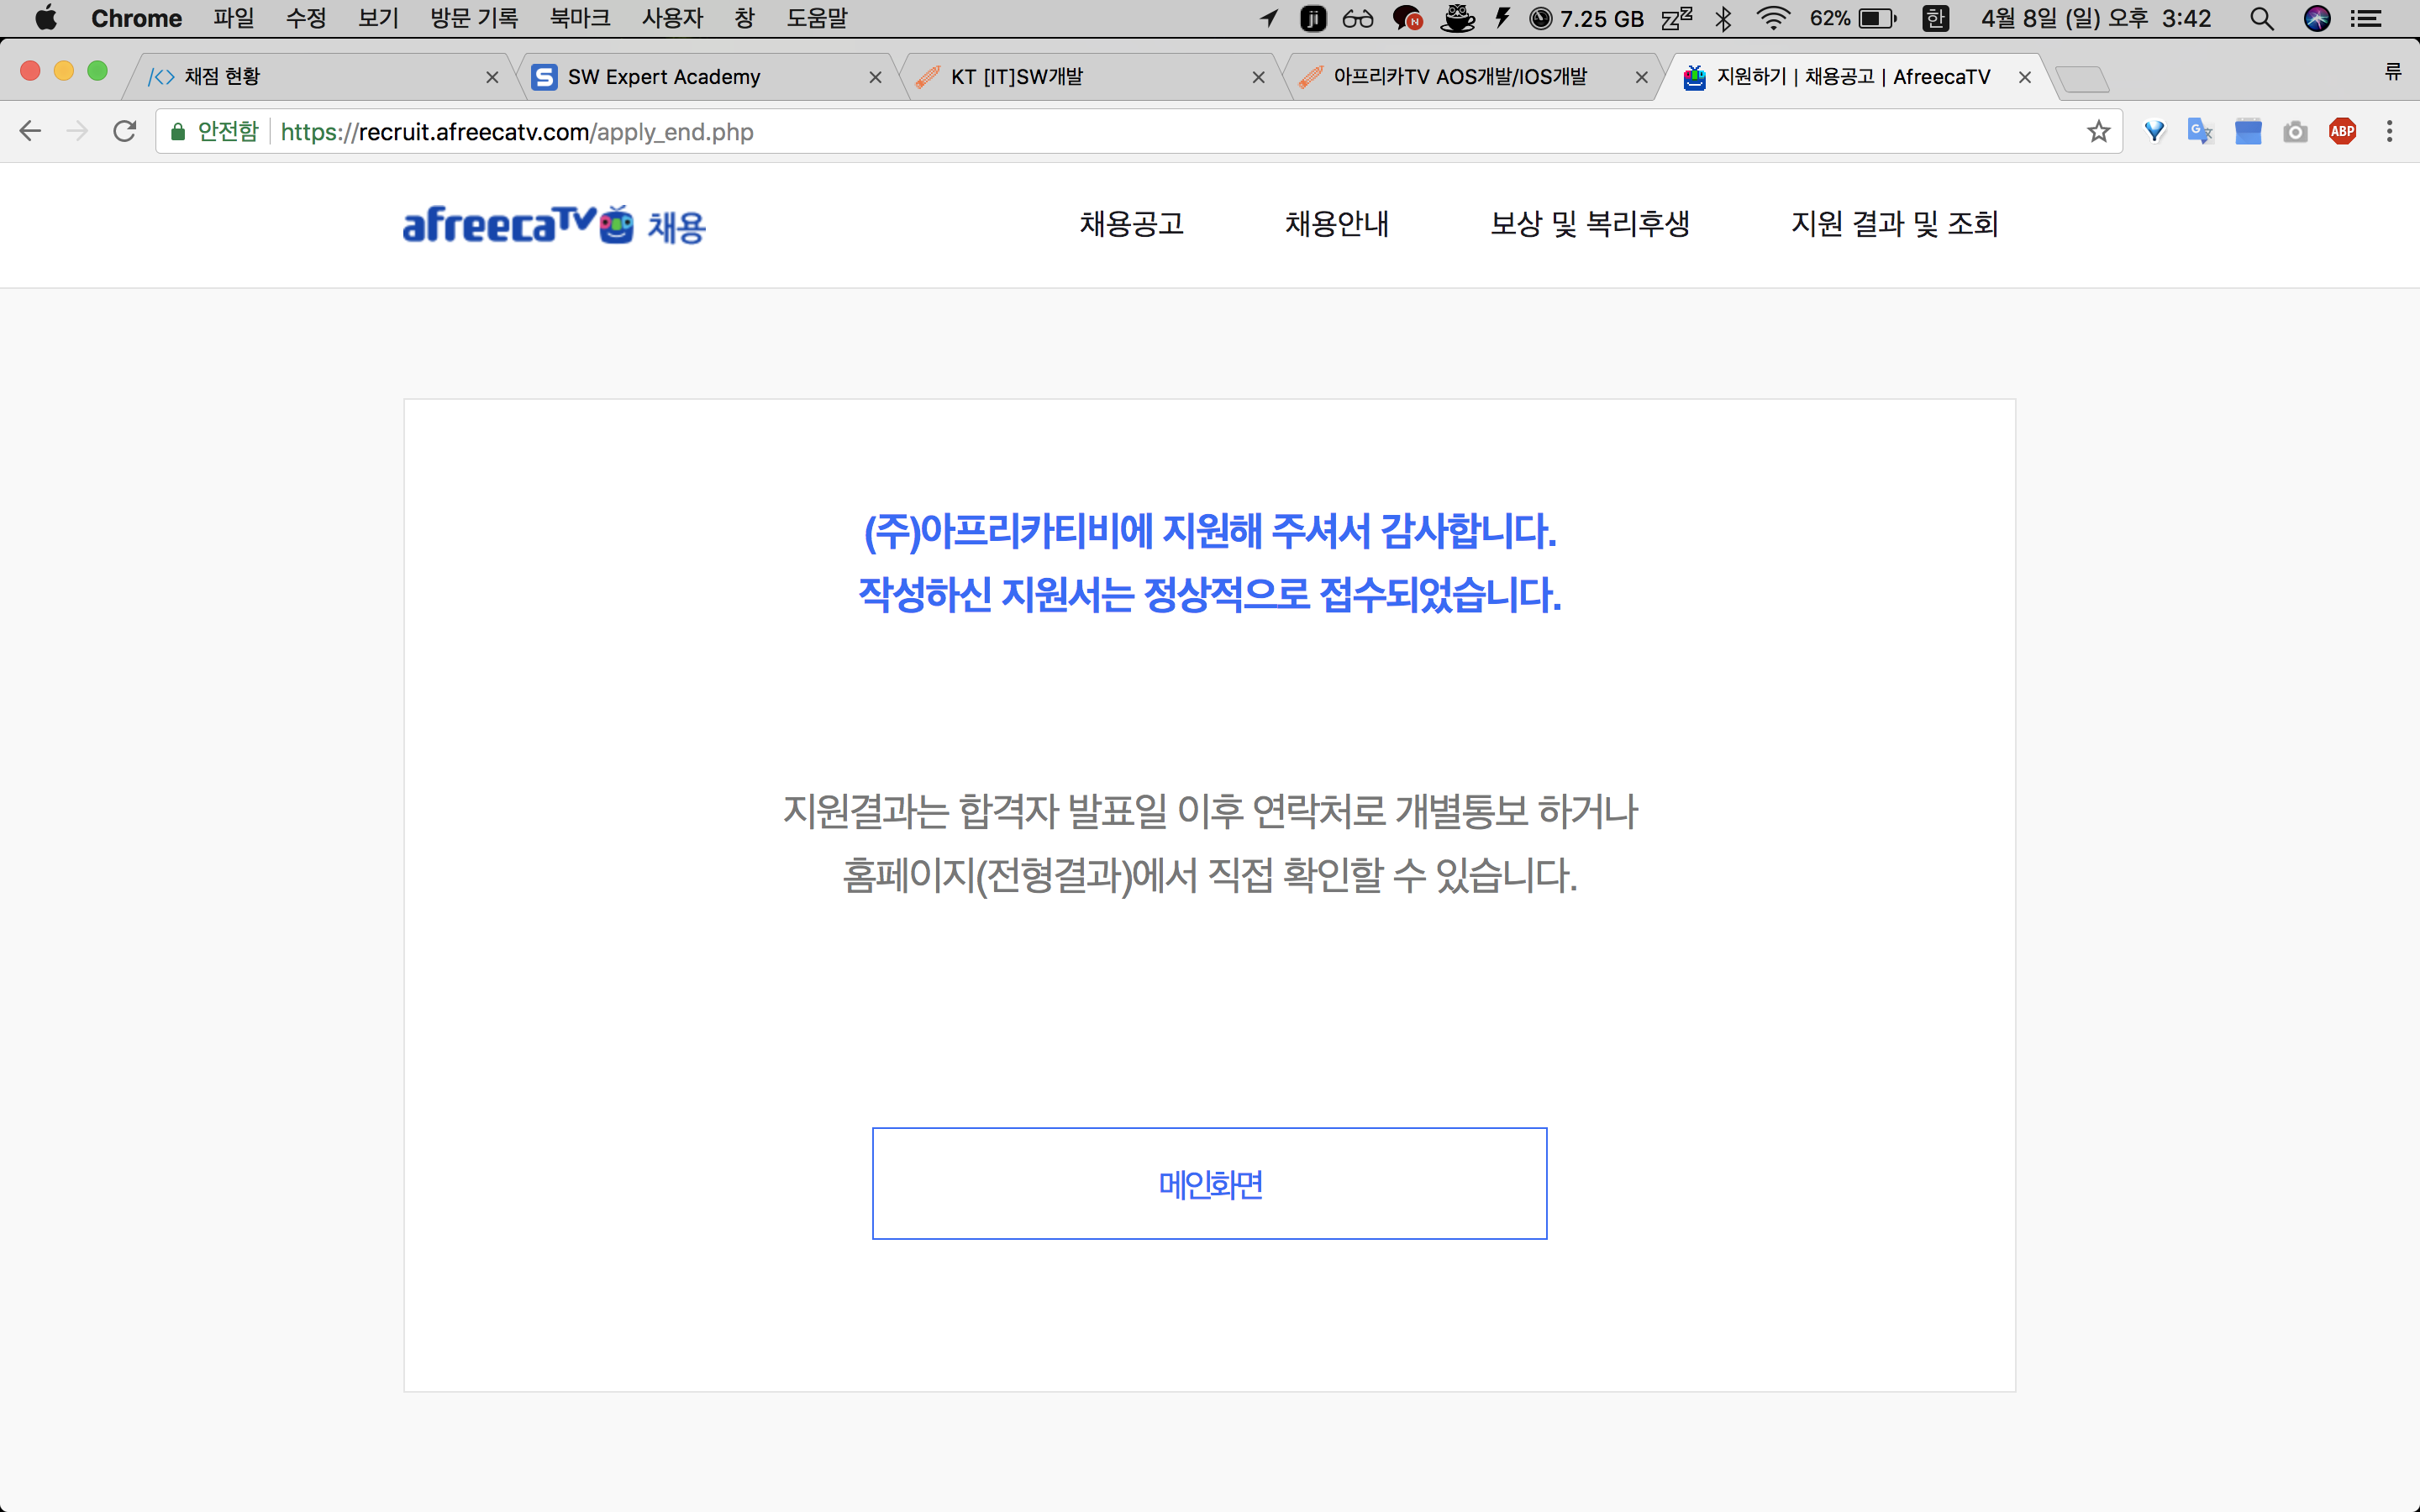 Chrome 파일 수정 보기 방문 기록 북마크 사용자 창 도움말 ji N 7.25 GB zzz 62% 한 4월 8일 (일) 오후 3:42
채점 현황 SW Expert Academy KT [IT]SW개발 아프리카TV AOS개발/IOS개발 지원하기 | 채용공고 | AfreecaTV 류
안전함 https://recruit.afreecatv.com/apply_end.php ABP
afreecaTV 채용 채용공고 채용안내 보상 및 복리후생 지원 결과 및 조회
(주)아프리카티비에 지원해 주셔서 감사합니다.
작성하신 지원서는 정상적으로 접수되었습니다.
지원결과는 합격자 발표일 이후 연락처로 개별통보 하거나
홈페이지(전형결과)에서 직접 확인할 수 있습니다.
메인화면